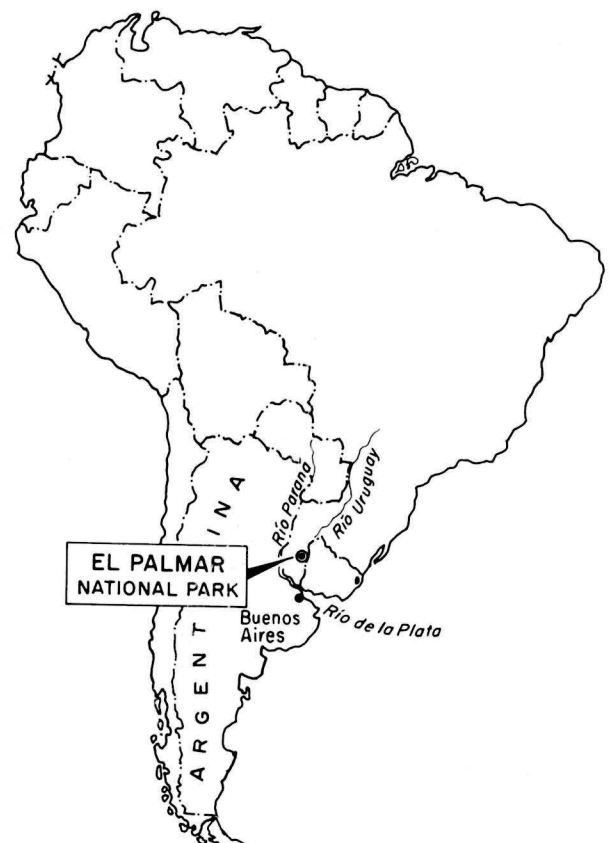 Río Paraná
Río Uruguay
EL PALMAR
NATIONAL PARK
Buenos
Aires
Río de la Plata
ARGENTINA